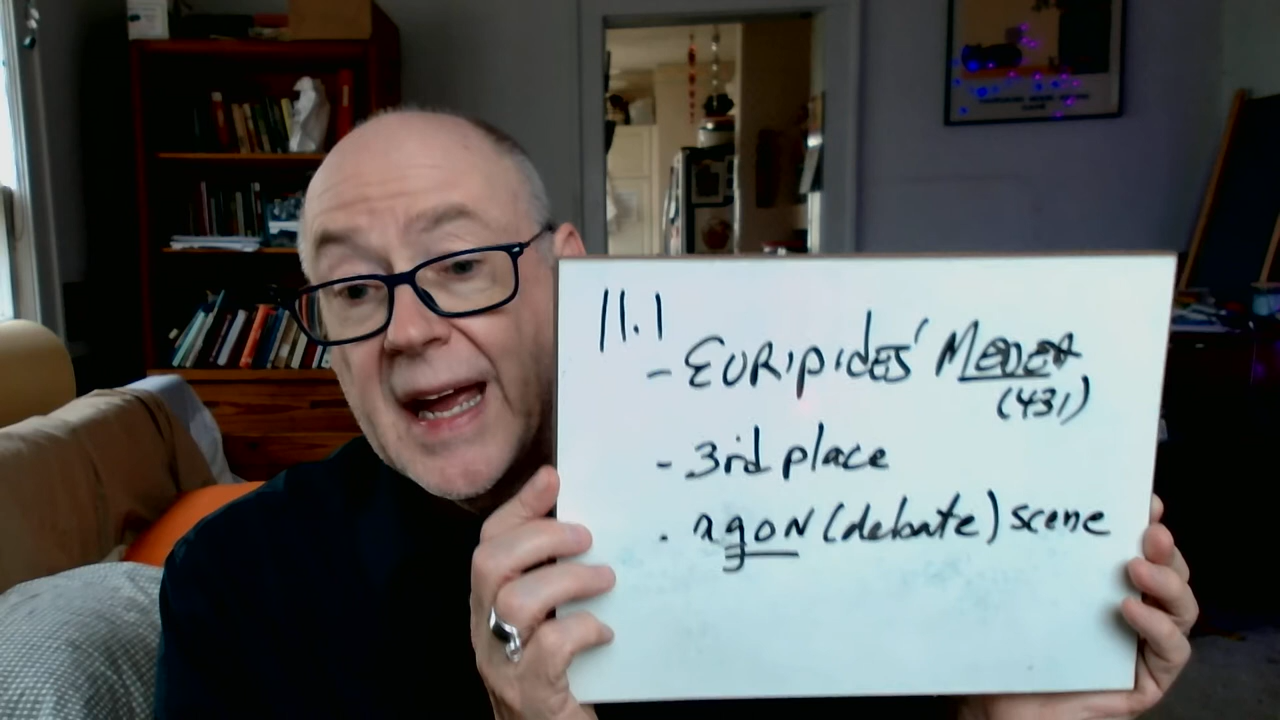 11.1
- EURIPIDES' MEDEA
(431)
- 3rd place
. agon (debate) scene